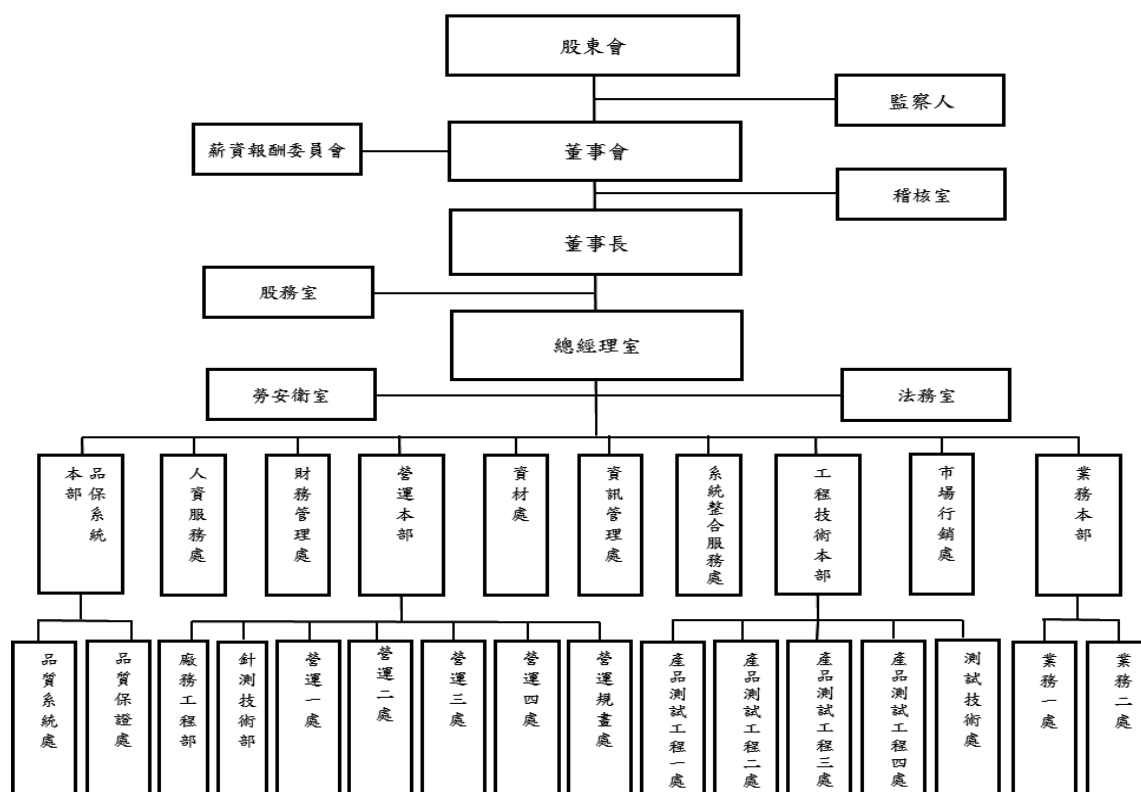 股東會
監察人
薪資報酬委員會
董事會
稽核室
董事長
股務室
總經理室
勞安衛室
法務室
品保系統
本部
人資服務處
財務管理處
營運本部
資材處
資訊管理處
系統整合服務處
工程技術本部
市場行銷處
業務本部
品質系統處
品質保證處
廠務工程部
針測技術部
營運一處
營運二處
營運三處
營運四處
營運規畫處
產品測試工程一處
產品測試工程二處
產品測試工程三處
產品測試工程四處
測試技術處
業務一處
業務二處